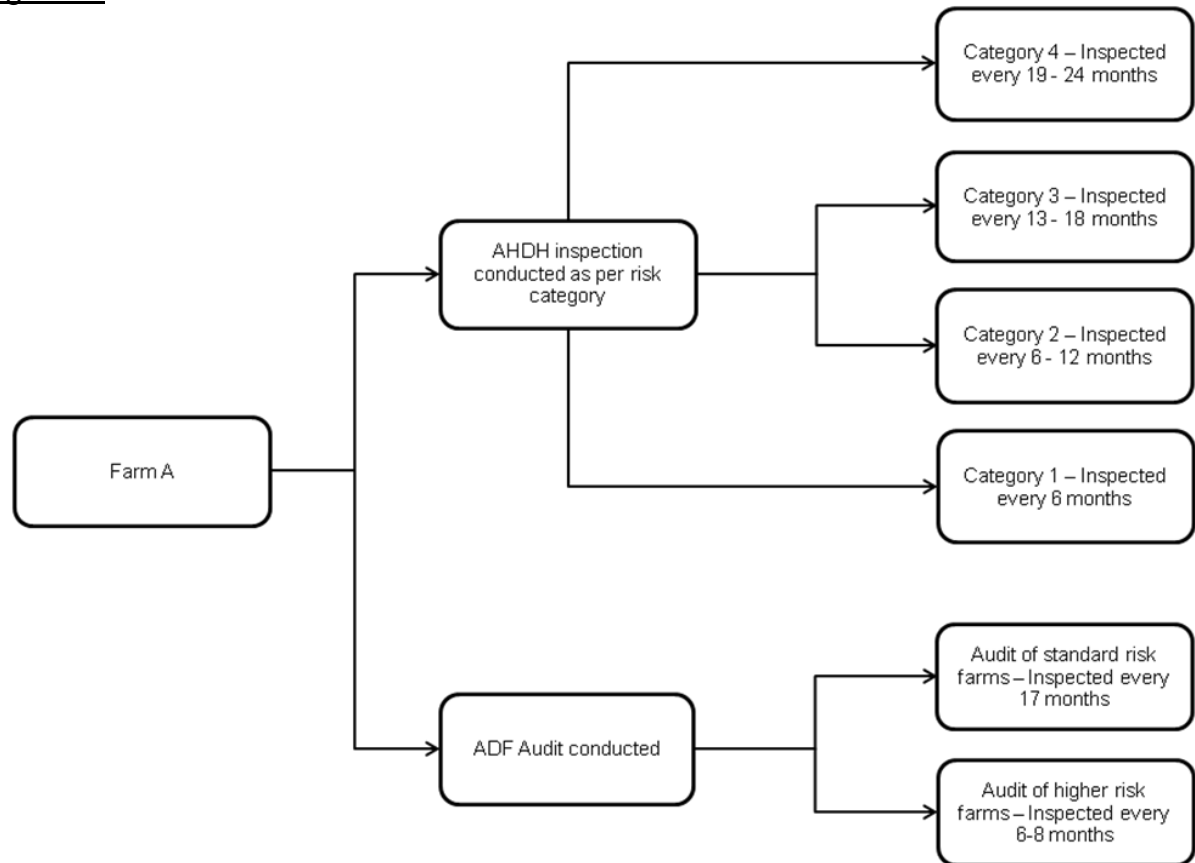 Category 4 – Inspected
every 19 - 24 months
Category 3 – Inspected
every 13 - 18 months
AHDH inspection
conducted as per risk
category
Category 2 – Inspected
every 6 - 12 months
Farm A
Category 1 – Inspected
every 6 months
Audit of standard risk
farms – Inspected every
17 months
ADF Audit conducted
Audit of higher risk
farms – Inspected every
6-8 months